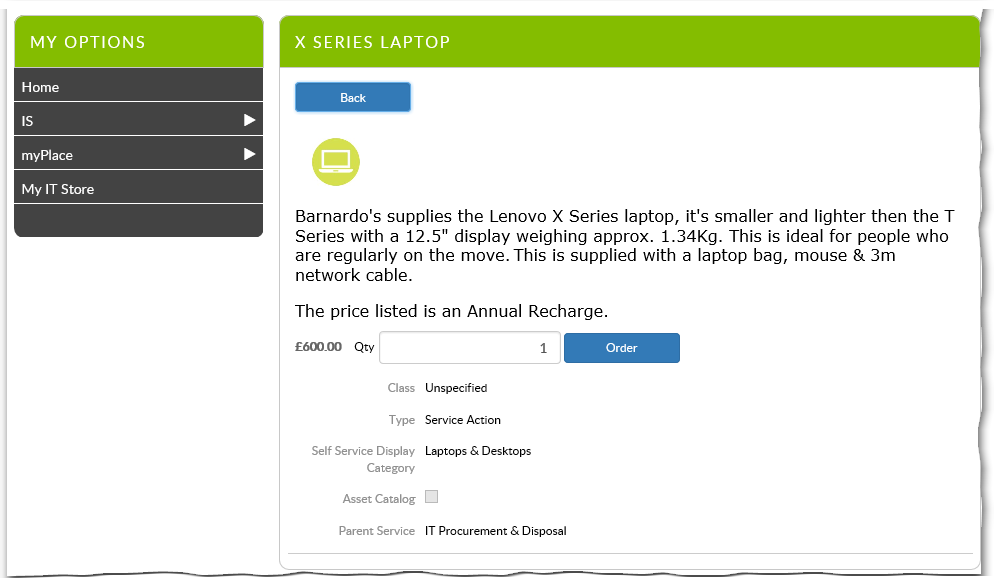 MY OPTIONS
Home
IS
myPlace
My IT Store
X SERIES LAPTOP
Back
Barnardo's supplies the Lenovo X Series laptop, it's smaller and lighter then the T
Series with a 12.5" display weighing approx. 1.34Kg. This is ideal for people who
are regularly on the move. This is supplied with a laptop bag, mouse & 3m
network cable.
The price listed is an Annual Recharge.
£600.00 Qty 1 Order
Class Unspecified
Type Service Action
Self Service Display Laptops & Desktops
Category
Asset Catalog
Parent Service IT Procurement & Disposal